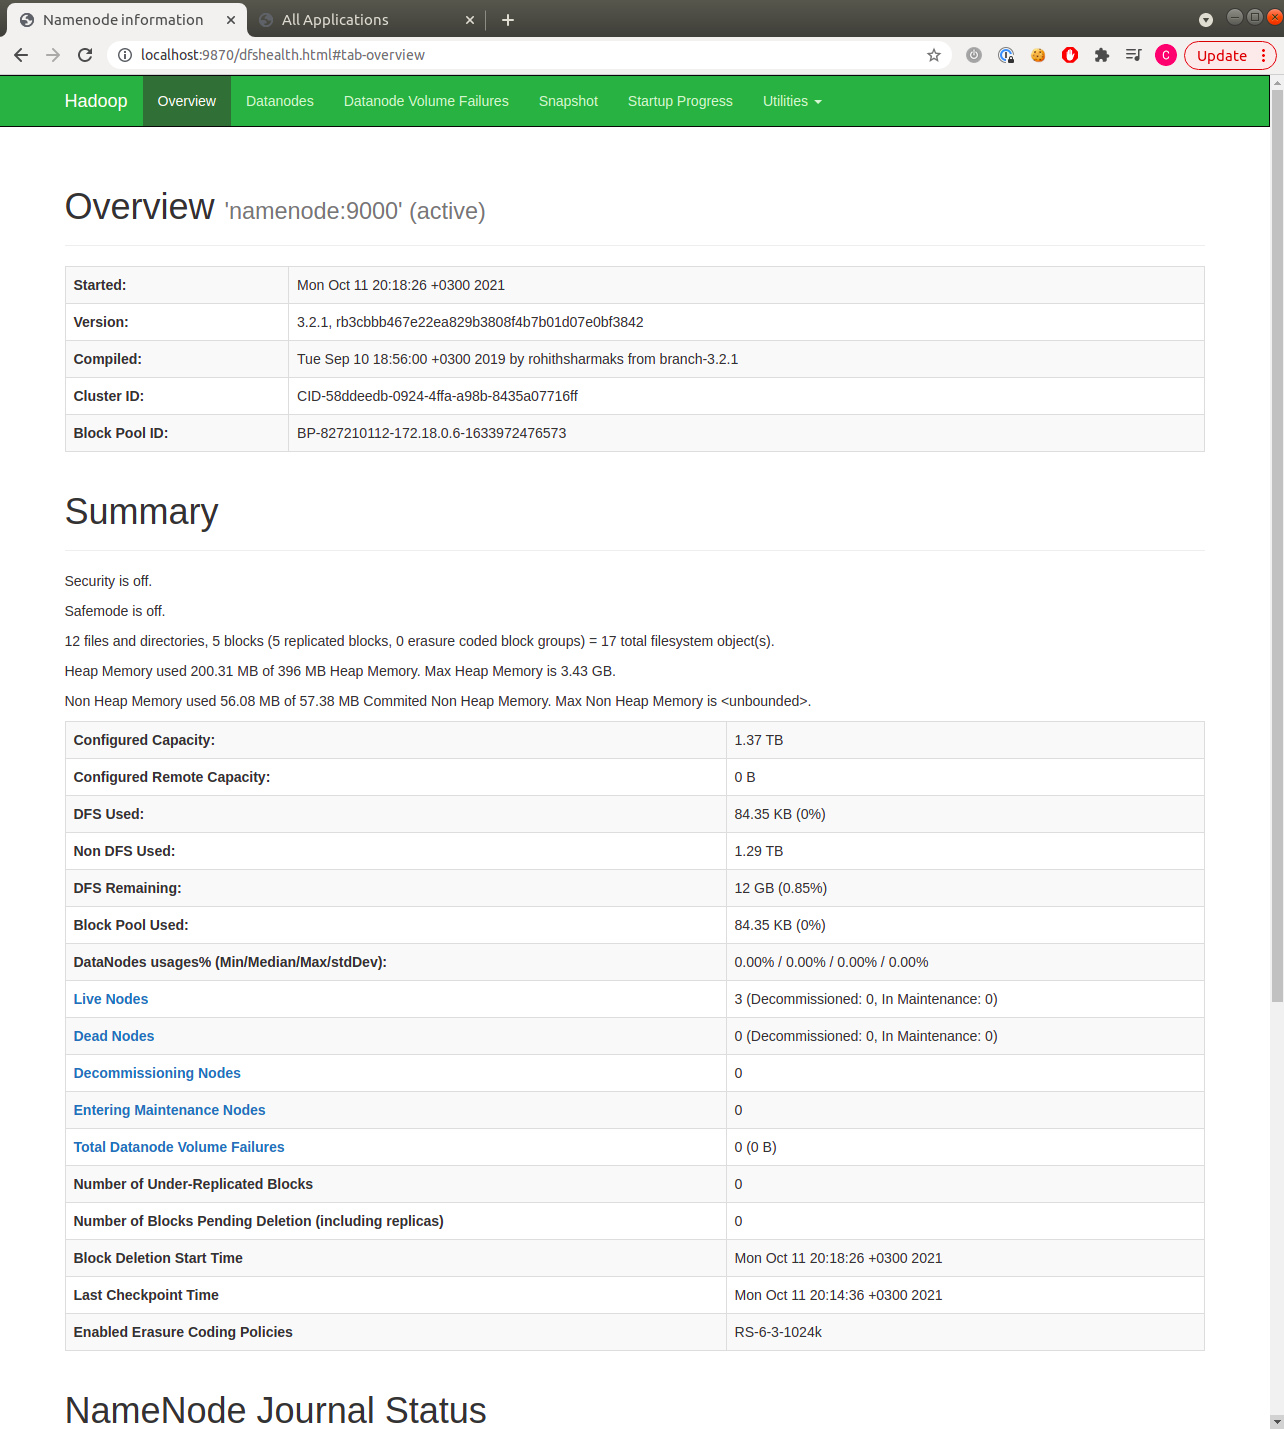 Namenode information
All Applications
localhost:9870/dfshealth.html#tab-overview
C
Update
Hadoop Overview Datanodes Datanode Volume Failures Snapshot Startup Progress Utilities
Overview 'namenode:9000' (active)
Started: Mon Oct 11 20:18:26 +0300 2021
Version: 3.2.1, rb3cbbb467e22ea829b3808f4b7b01d07e0bf3842
Compiled: Tue Sep 10 18:56:00 +0300 2019 by rohithsharmaks from branch-3.2.1
Cluster ID: CID-58ddeedb-0924-4ffa-a98b-8435a07716ff
Block Pool ID: BP-827210112-172.18.0.6-1633972476573
Summary
Security is off.
Safemode is off.
12 files and directories, 5 blocks (5 replicated blocks, 0 erasure coded block groups) = 17 total filesystem object(s).
Heap Memory used 200.31 MB of 396 MB Heap Memory. Max Heap Memory is 3.43 GB.
Non Heap Memory used 56.08 MB of 57.38 MB Commited Non Heap Memory. Max Non Heap Memory is <unbounded>.
Configured Capacity: 1.37 TB
Configured Remote Capacity: 0 B
DFS Used: 84.35 KB (0%)
Non DFS Used: 1.29 TB
DFS Remaining: 12 GB (0.85%)
Block Pool Used: 84.35 KB (0%)
DataNodes usages% (Min/Median/Max/stdDev): 0.00% / 0.00% / 0.00% / 0.00%
Live Nodes 3 (Decommissioned: 0, In Maintenance: 0)
Dead Nodes 0 (Decommissioned: 0, In Maintenance: 0)
Decommissioning Nodes 0
Entering Maintenance Nodes 0
Total Datanode Volume Failures 0 (0 B)
Number of Under-Replicated Blocks 0
Number of Blocks Pending Deletion (including replicas) 0
Block Deletion Start Time Mon Oct 11 20:18:26 +0300 2021
Last Checkpoint Time Mon Oct 11 20:14:36 +0300 2021
Enabled Erasure Coding Policies RS-6-3-1024k
NameNode Journal Status